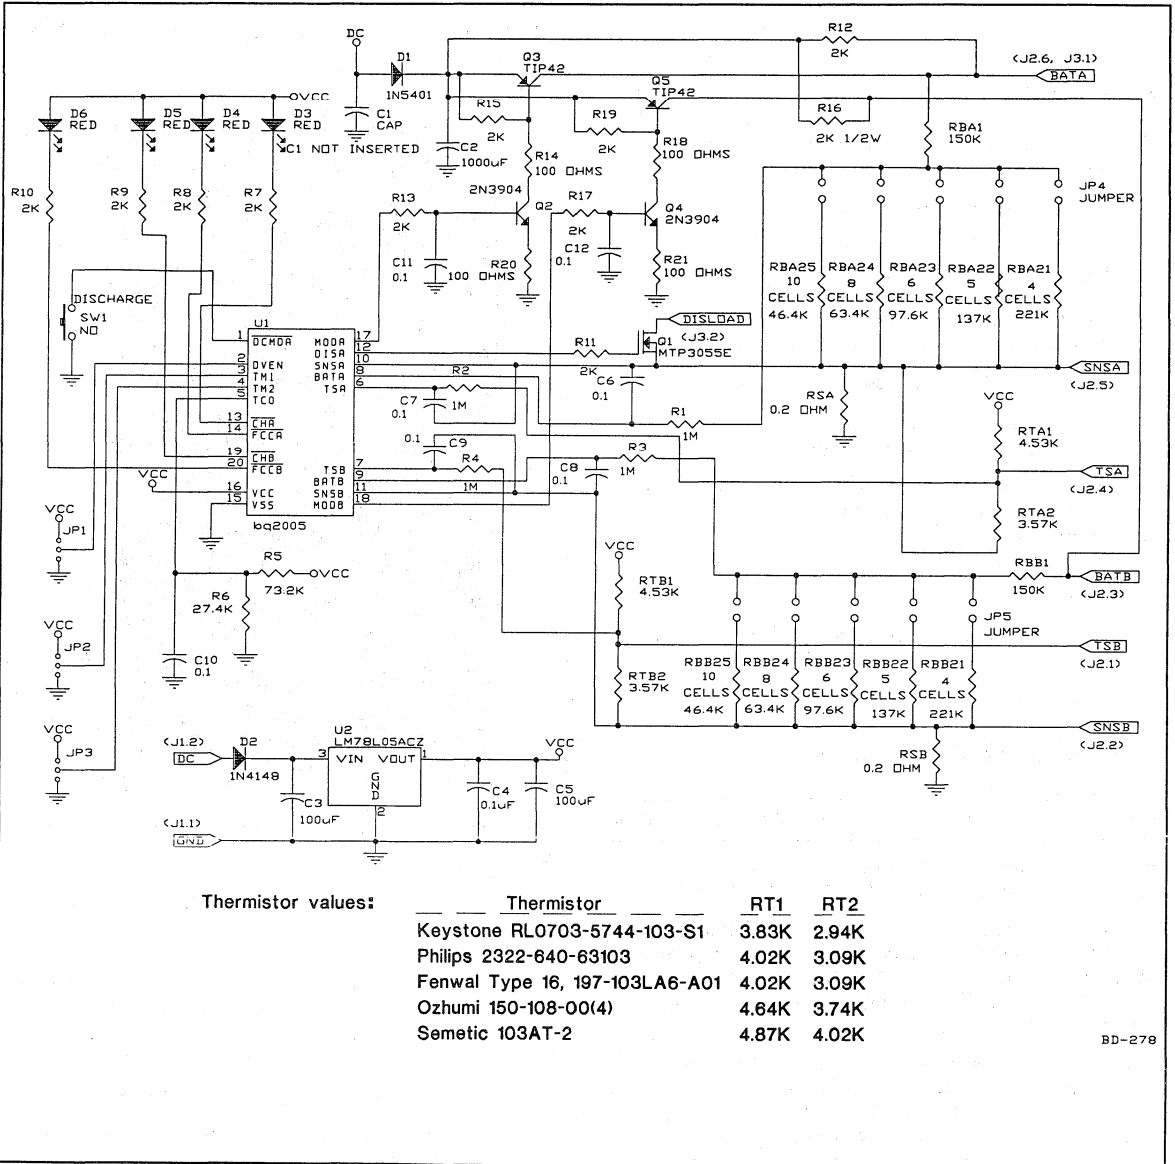 DC
D1
1N5401
C1
CAP
C1 NOT INSERTED
Q3
TIP42
R15
2K
C2
1000uF
R14
100 OHMS
Q5
TIP42
R19
2K
R18
100 OHMS
R12
2K
R16
2K 1/2W
(J2.6, J3.1)
BATA
RBA1
150K
VCC
D6
RED
D5
RED
D4
RED
D3
RED
R10
2K
R9
2K
R8
2K
R7
2K
R13
2K
C11
0.1
2N3904
Q2
R20
100 OHMS
R17
2K
C12
0.1
Q4
2N3904
R21
100 OHMS
JP4
JUMPER
RBA25
10
CELLS
46.4K
RBA24
8
CELLS
63.4K
RBA23
6
CELLS
97.6K
RBA22
5
CELLS
137K
RBA21
4
CELLS
221K
DISCHARGE
SW1
NO
U1
1 DCMDA
2 DVEN
3 TM1
4 TM2
5 TCO
13 CHA
14 FCCA
19 CHB
20 FCCB
16 VCC
15 VSS
MODA 17
DISA 12
SNSA 10
BATA 8
TSA 6
TSB 7
BATB 9
SNSB 11
MODB 18
bq2005
DISLOAD
(J3.2)
Q1
MTP3055E
R11
2K
R2
1M
C7
0.1
C6
0.1
R1
1M
RSA
0.2 OHM
SNSA
(J2.5)
VCC
RTA1
4.53K
TSA
(J2.4)
RTA2
3.57K
0.1
C9
R4
1M
C8
0.1
R3
1M
VCC
VCC
JP1
R5
73.2K
VCC
R6
27.4K
C10
0.1
VCC
JP2
VCC
JP3
VCC
RTB1
4.53K
RTB2
3.57K
RBB1
150K
BATB
(J2.3)
JP5
JUMPER
TSB
(J2.1)
RBB25
10
CELLS
46.4K
RBB24
8
CELLS
63.4K
RBB23
6
CELLS
97.6K
RBB22
5
CELLS
137K
RBB21
4
CELLS
221K
SNSB
(J2.2)
RSB
0.2 OHM
(J1.2)
DC
D2
1N4148
U2
LM78L05ACZ
3 VIN VOUT 1
GND
2
C3
100uF
C4
0.1uF
C5
100uF
VCC
(J1.1)
GND
Thermistor values:
Thermistor RT1 RT2
Keystone RL0703-5744-103-S1 3.83K 2.94K
Philips 2322-640-63103 4.02K 3.09K
Fenwal Type 16, 197-103LA6-A01 4.02K 3.09K
Ozhumi 150-108-00(4) 4.64K 3.74K
Semetic 103AT-2 4.87K 4.02K
BD-278